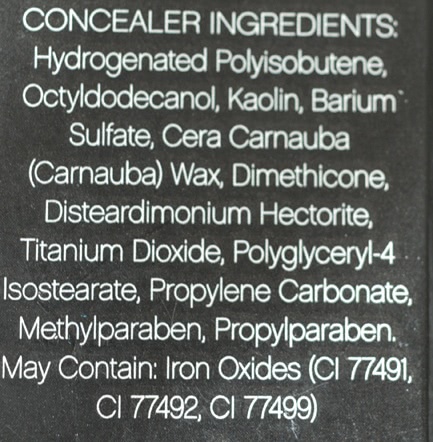 CONCEALER INGREDIENTS:
Hydrogenated Polyisobutene,
Octyldodecanol, Kaolin, Barium
Sulfate, Cera Carnauba
(Carnauba) Wax, Dimethicone,
Disteardimonium Hectorite,
Titanium Dioxide, Polyglyceryl-4
Isostearate, Propylene Carbonate,
Methylparaben, Propylparaben.
May Contain: Iron Oxides (CI 77491,
CI 77492, CI 77499)